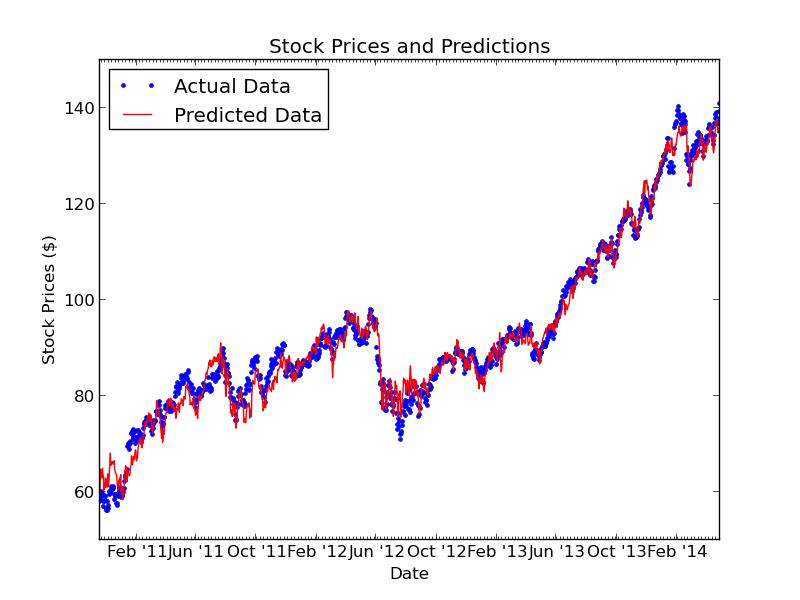 Stock Prices and Predictions
Actual Data
Predicted Data
140
120
100
80
60
Stock Prices ($)
Feb '11 Jun '11 Oct '11 Feb '12 Jun '12 Oct '12 Feb '13 Jun '13 Oct '13 Feb '14
Date